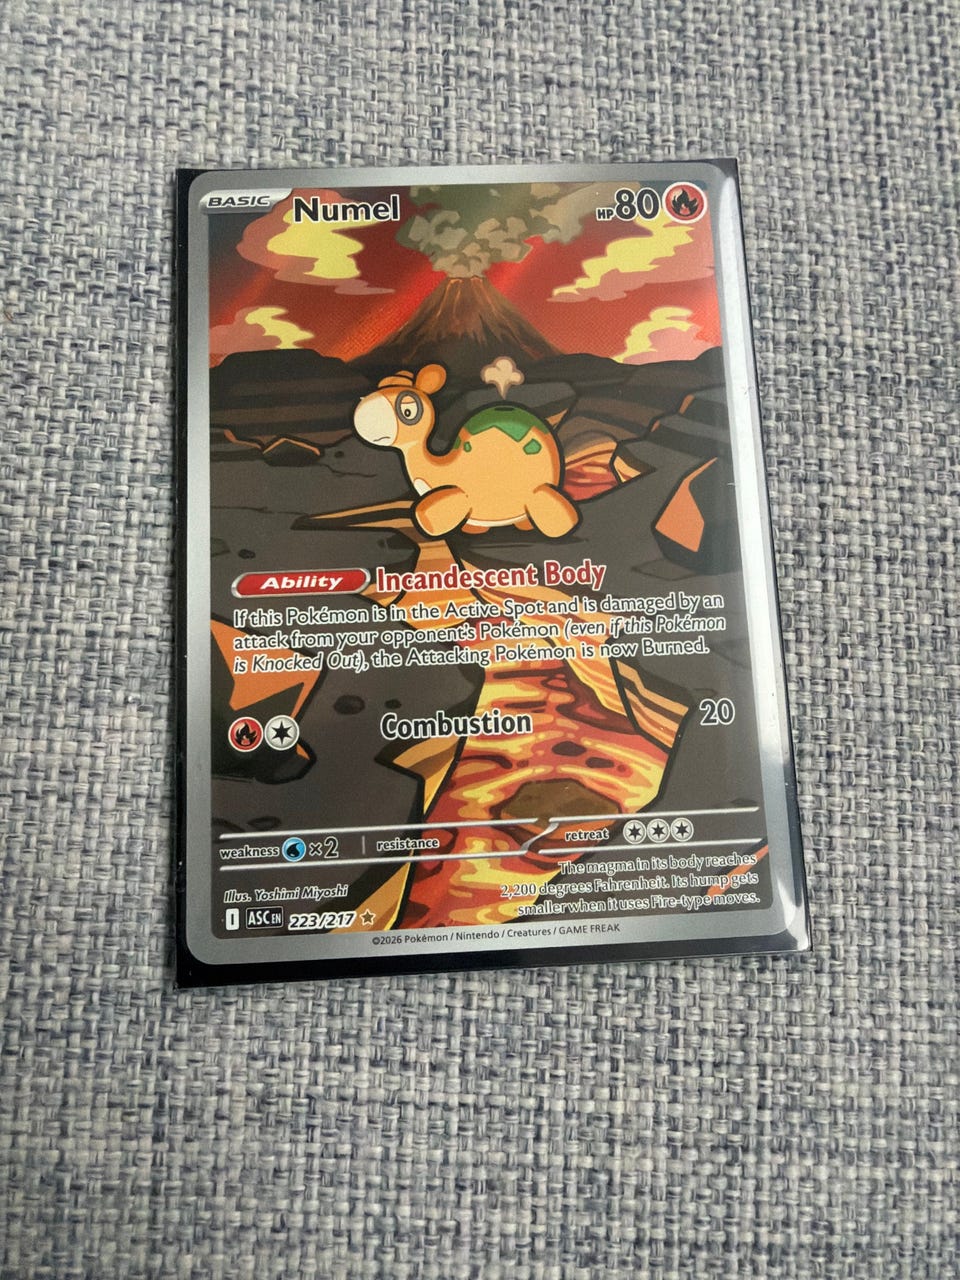 BASIC Numel HP 80
Ability Incandescent Body
If this Pokémon is in the Active Spot and is damaged by an
attack from your opponent's Pokémon (even if this Pokémon
is Knocked Out), the Attacking Pokémon is now Burned.
Combustion 20
weakness ×2 resistance retreat
The magma in its body reaches
2,200 degrees Fahrenheit. Its hump gets
smaller when it uses Fire-type moves.
Illus. Yoshimi Miyoshi
I ASC EN 223/217
©2026 Pokémon / Nintendo / Creatures / GAME FREAK